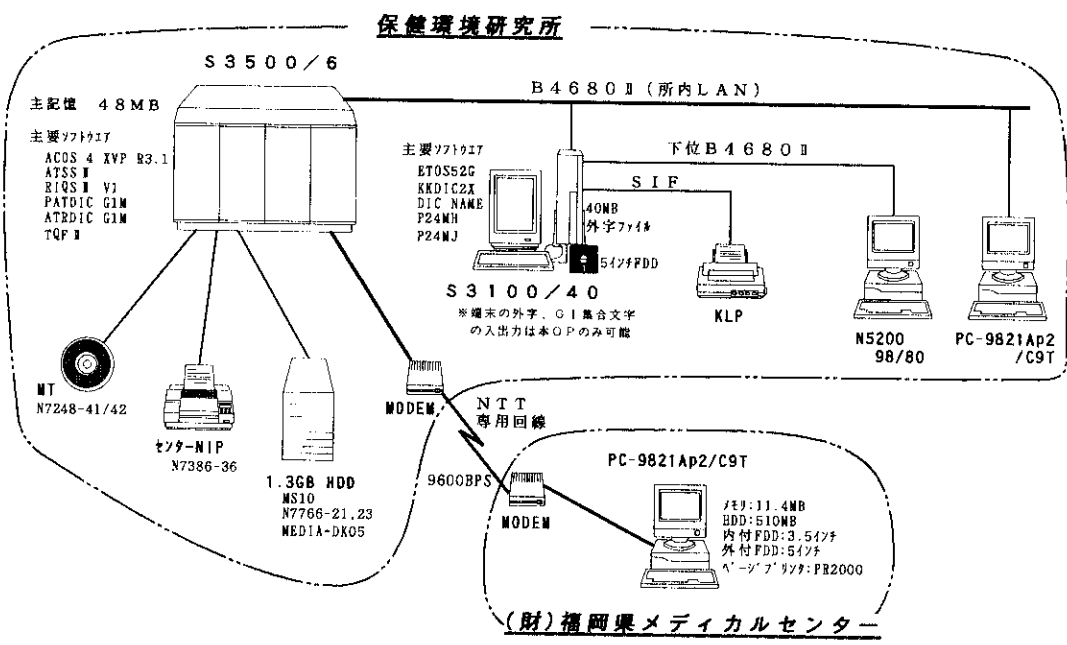 保健環境研究所
S3500/6
主記憶 48MB
主要ソフトウエア
ACOS 4 XVP R3.1
ATSSⅡ
RIQSⅡ V1
PATDIC G1M
ATRDIC G1M
TQFⅡ
B4680Ⅱ(所内LAN)
主要ソフトウエア
ETOS52G
KKDIC2X
DIC NAME
P24MH
P24MJ
下位B4680Ⅱ
SIF
40MB
外字ファイル
5インチFDD
S3100/40
※端末の外字、GI集合文字
の入出力は本OPのみ可能
KLP
N5200
98/80
PC-9821Ap2
/C9T
MT
N7248-41/42
センターNIP
N7386-36
1.3GB HDD
MS10
N7766-21,23
MEDIA-DK05
MODEM
NTT
専用回線
9600BPS
MODEM
PC-9821Ap2/C9T
メモリ:11.4MB
HDD:510MB
内付FDD:3.5インチ
外付FDD:5インチ
ページプリンタ:PR2000
(財)福岡県メディカルセンター